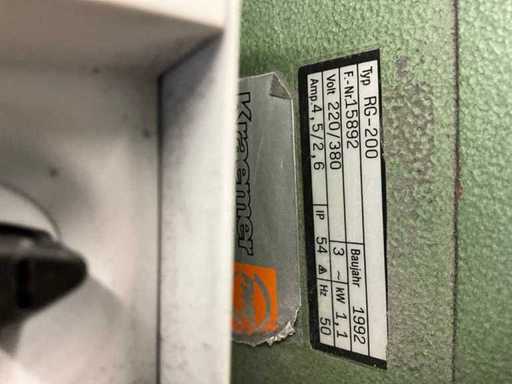 Typ RG-200 Baujahr 1992
F.-Nr. 15892 3 ~ kW 1,1
Volt 220/380
Amp. 4,5/2,6 IP 54 Hz 50
Kraemer